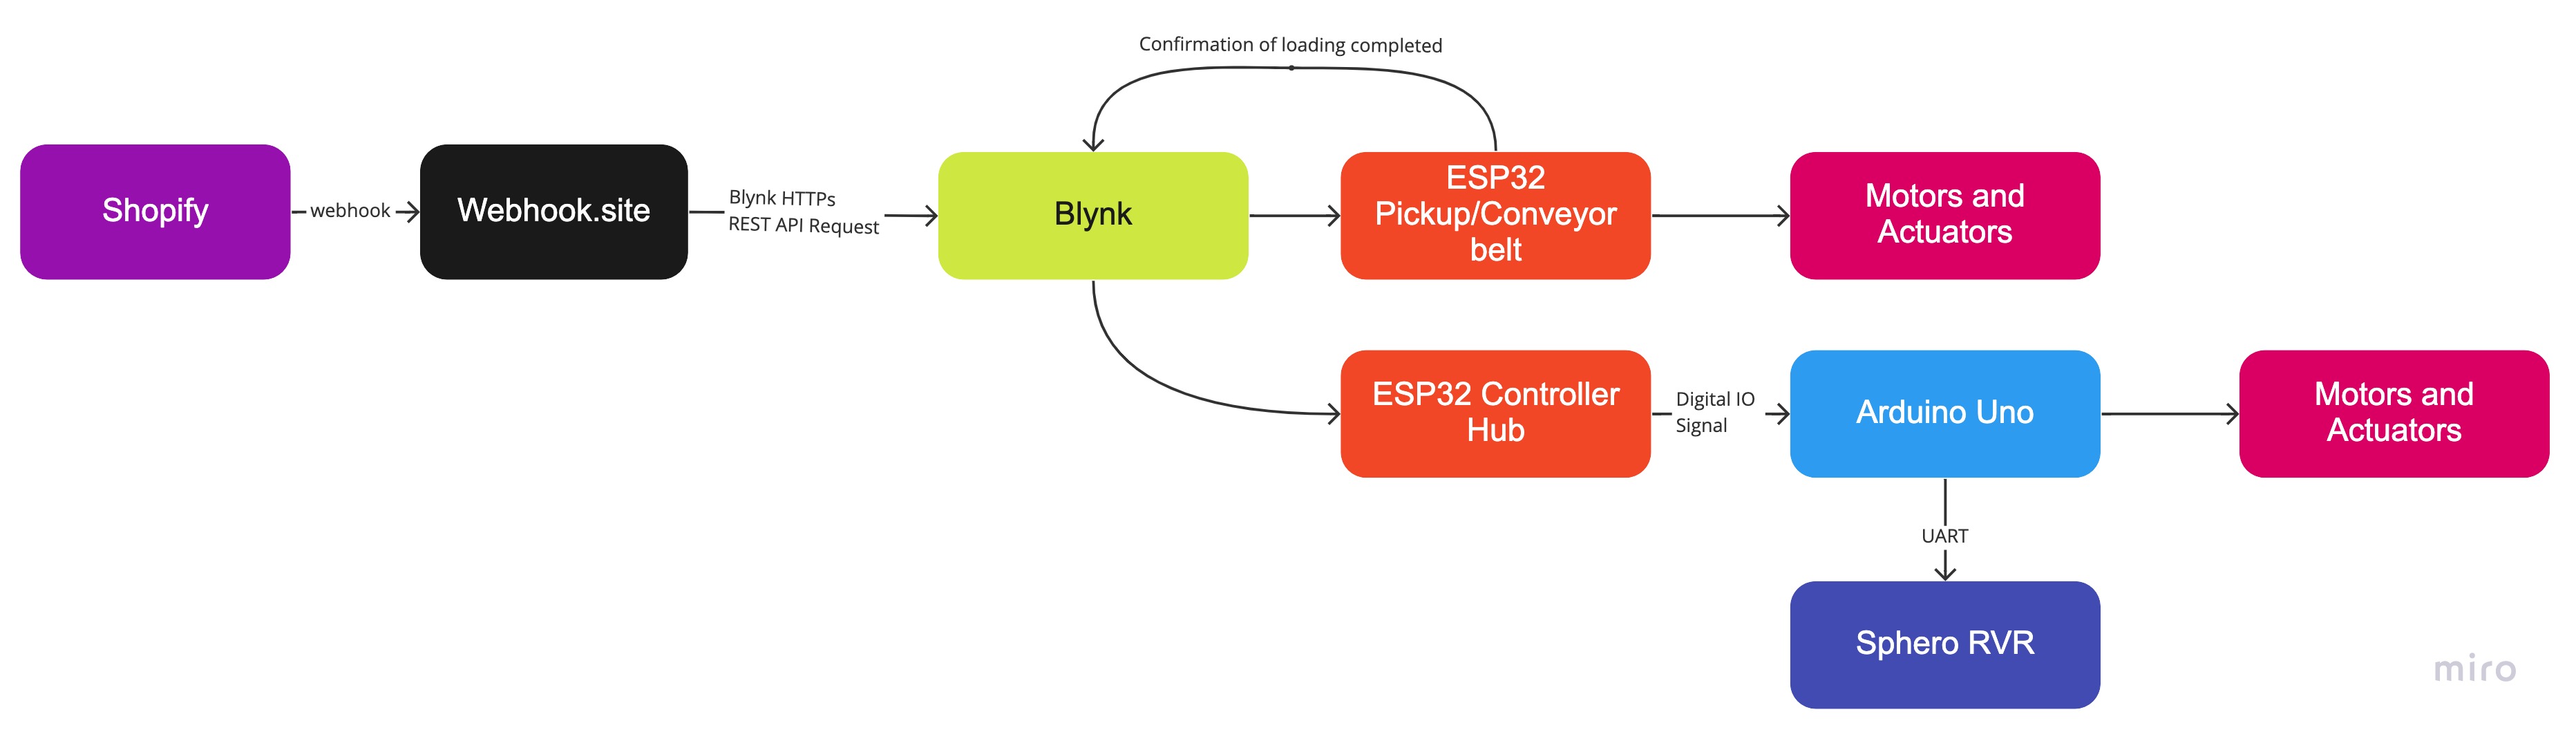 Confirmation of loading completed
Shopify
webhook
Webhook.site
Blynk HTTPs
REST API Request
Blynk
ESP32
Pickup/Conveyor
belt
Motors and
Actuators
ESP32 Controller
Hub
Digital IO
Signal
Arduino Uno
Motors and
Actuators
UART
Sphero RVR
miro